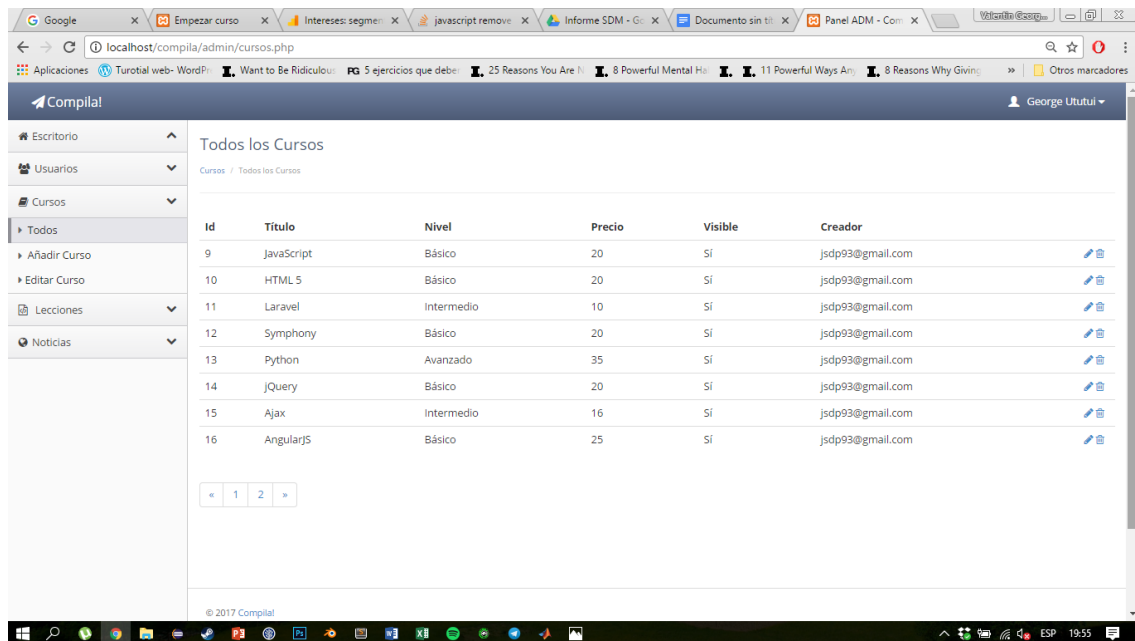 Google
Empezar curso
Intereses: segmen
javascript remove
Informe SDM - Go
Documento sin tít
Panel ADM - Com
localhost/compila/admin/cursos.php
Aplicaciones
Turotial web- WordPr
Want to Be Ridiculou
PG 5 ejercicios que deber
25 Reasons You Are N
8 Powerful Mental Ha
11 Powerful Ways An
8 Reasons Why Giving
»
Otros marcadores
Compila!
George Ututui
Escritorio
Usuarios
Cursos
Todos
Añadir Curso
Editar Curso
Lecciones
Noticias
Todos los Cursos
Cursos / Todos los Cursos
Id Título Nivel Precio Visible Creador
9 JavaScript Básico 20 Sí jsdp93@gmail.com
10 HTML 5 Básico 20 Sí jsdp93@gmail.com
11 Laravel Intermedio 10 Sí jsdp93@gmail.com
12 Symphony Básico 20 Sí jsdp93@gmail.com
13 Python Avanzado 35 Sí jsdp93@gmail.com
14 jQuery Básico 20 Sí jsdp93@gmail.com
15 Ajax Intermedio 16 Sí jsdp93@gmail.com
16 AngularJS Básico 25 Sí jsdp93@gmail.com
« 1 2 »
© 2017 Compila!
ESP 19:55